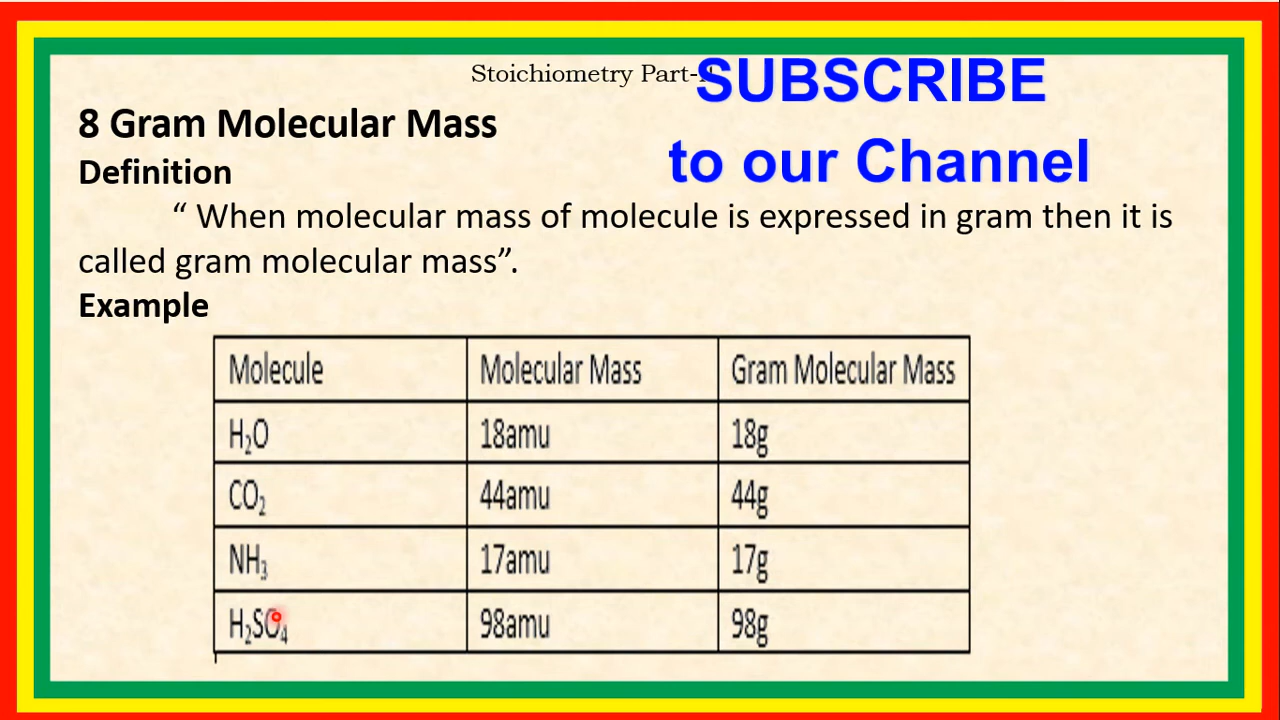 Stoichiometry Part-
SUBSCRIBE
to our Channel
8 Gram Molecular Mass
Definition
“ When molecular mass of molecule is expressed in gram then it is
called gram molecular mass”.
Example
Molecule Molecular Mass Gram Molecular Mass
H₂O 18amu 18g
CO₂ 44amu 44g
NH₃ 17amu 17g
H₂SO₄ 98amu 98g